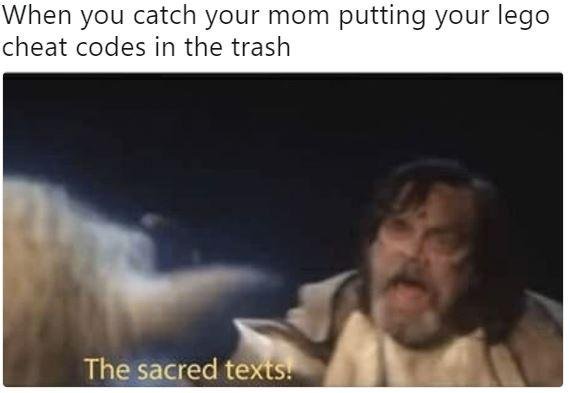 When you catch your mom putting your lego
cheat codes in the trash
The sacred texts!